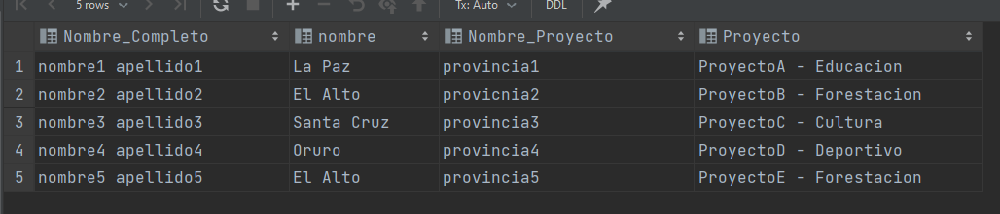 5 rows Tx: Auto DDL
Nombre_Completo nombre Nombre_Proyecto Proyecto
1 nombre1 apellido1 La Paz provincia1 ProyectoA - Educacion
2 nombre2 apellido2 El Alto provicnia2 ProyectoB - Forestacion
3 nombre3 apellido3 Santa Cruz provincia3 ProyectoC - Cultura
4 nombre4 apellido4 Oruro provincia4 ProyectoD - Deportivo
5 nombre5 apellido5 El Alto provincia5 ProyectoE - Forestacion